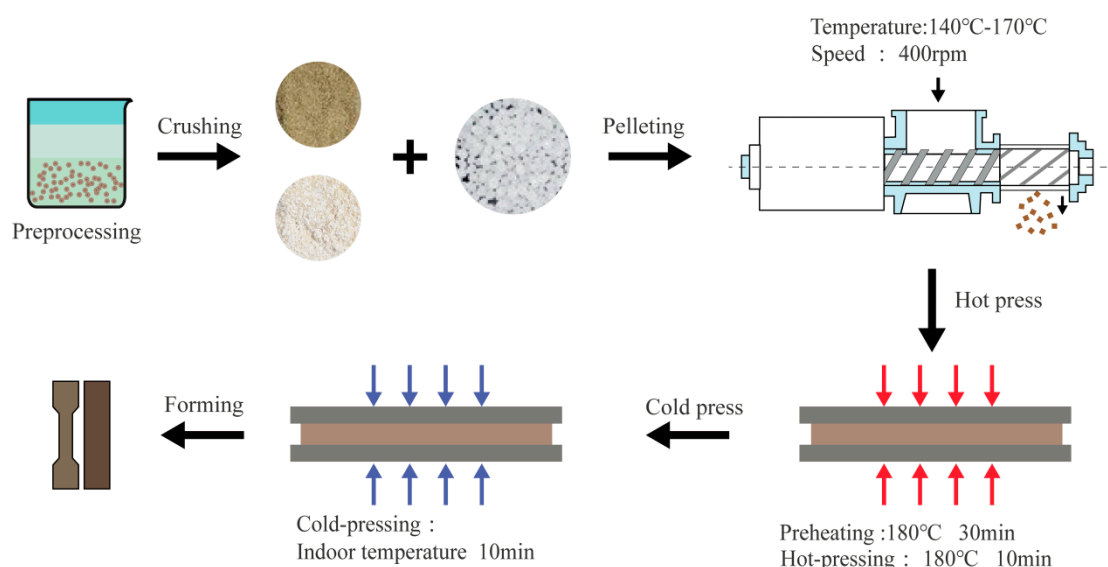 Temperature:140℃-170℃
Speed ： 400rpm
Crushing
Pelleting
Preprocessing
Hot press
Forming
Cold press
Cold-pressing：
Indoor temperature 10min
Preheating :180℃ 30min
Hot-pressing： 180℃ 10min